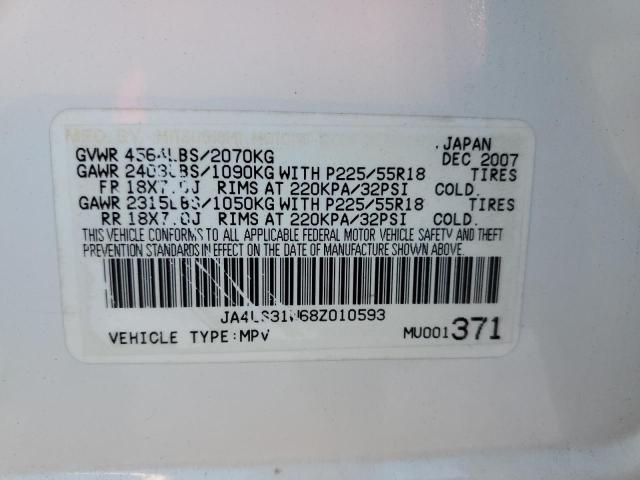 JAPAN
GVWR 4564LBS/2070KG DEC 2007
GAWR 2403LBS/1090KG WITH P225/55R18 TIRES
FR 18X7.0J RIMS AT 220KPA/32PSI COLD.
GAWR 2315LBS/1050KG WITH P225/55R18 TIRES
RR 18X7.0J RIMS AT 220KPA/32PSI COLD.
THIS VEHICLE CONFORMS TO ALL APPLICABLE FEDERAL MOTOR VEHICLE SAFETY AND THEFT
PREVENTION STANDARDS IN EFFECT ON THE DATE OF MANUFACTURE SHOWN ABOVE.
VEHICLE TYPE:MPV MU001371